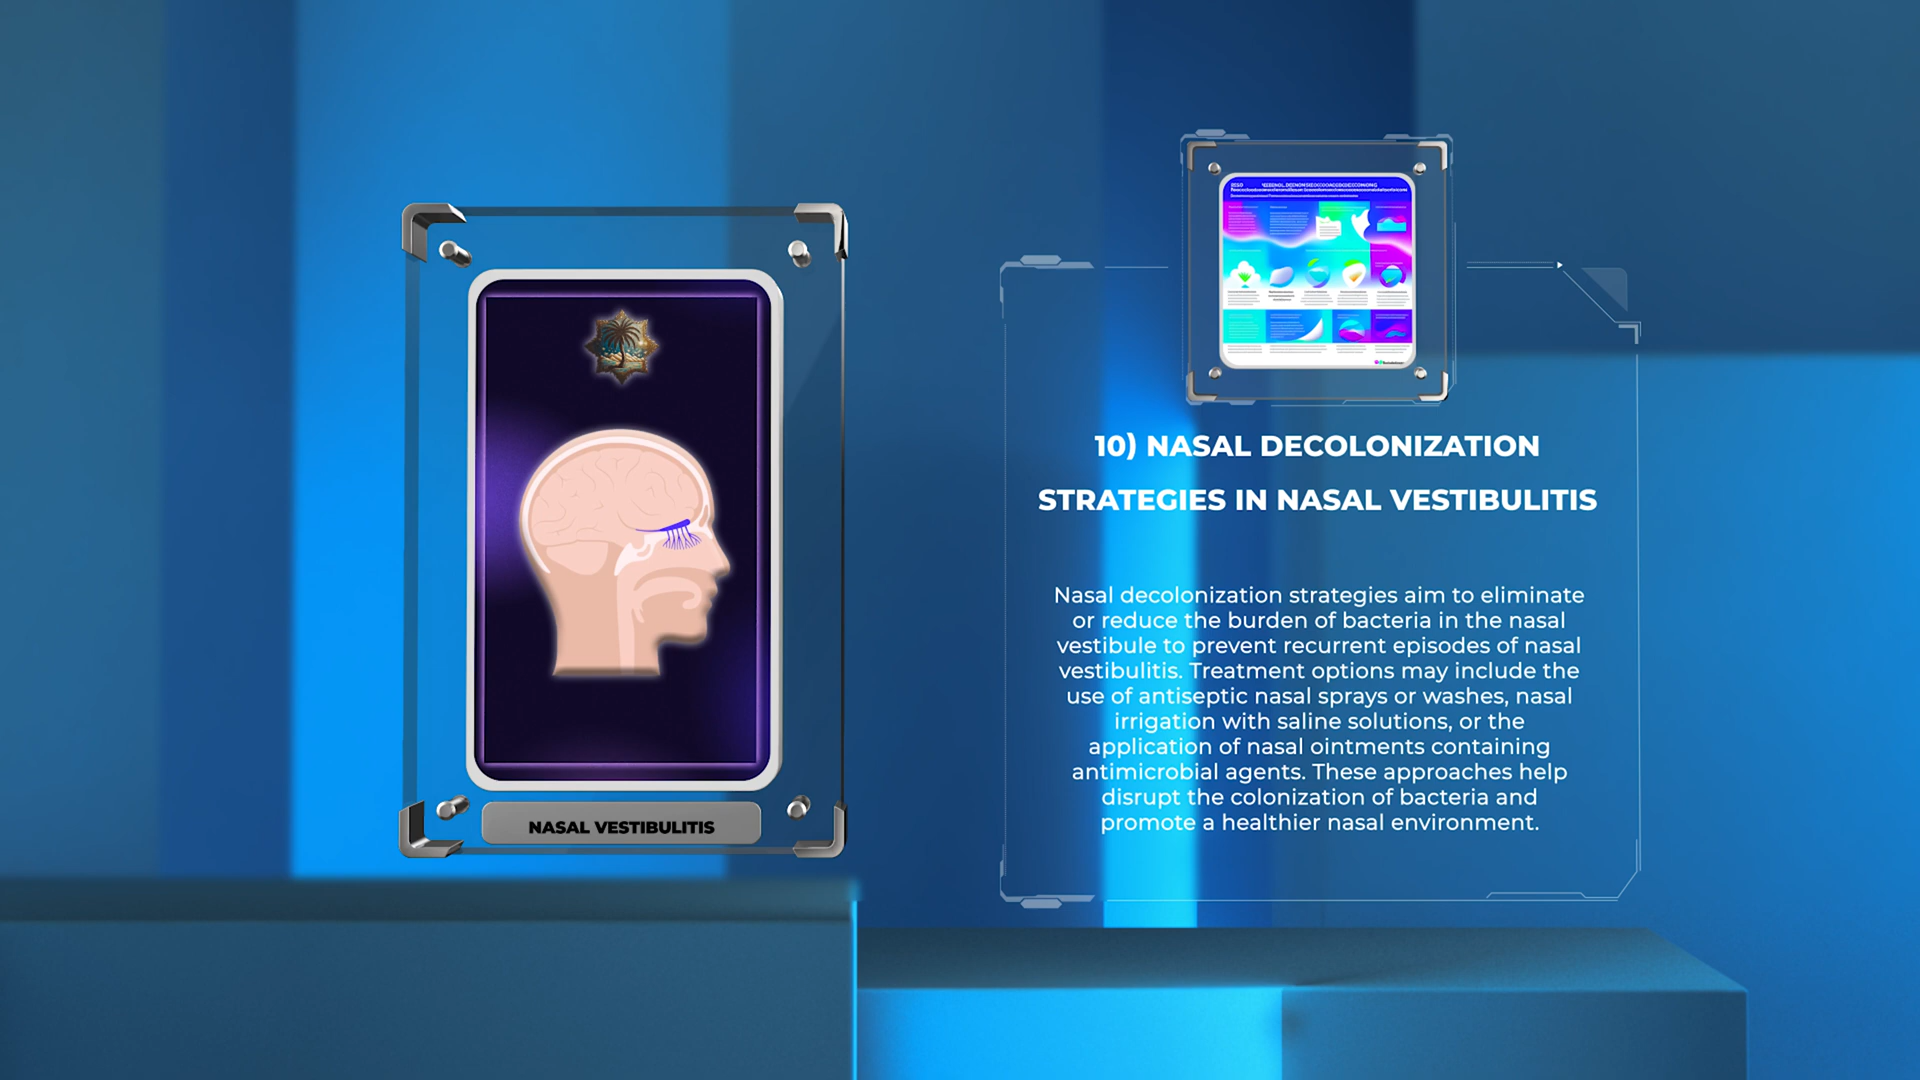 NASAL VESTIBULITIS
10) NASAL DECOLONIZATION
STRATEGIES IN NASAL VESTIBULITIS
Nasal decolonization strategies aim to eliminate
or reduce the burden of bacteria in the nasal
vestibule to prevent recurrent episodes of nasal
vestibulitis. Treatment options may include the
use of antiseptic nasal sprays or washes, nasal
irrigation with saline solutions, or the
application of nasal ointments containing
antimicrobial agents. These approaches help
disrupt the colonization of bacteria and
promote a healthier nasal environment.